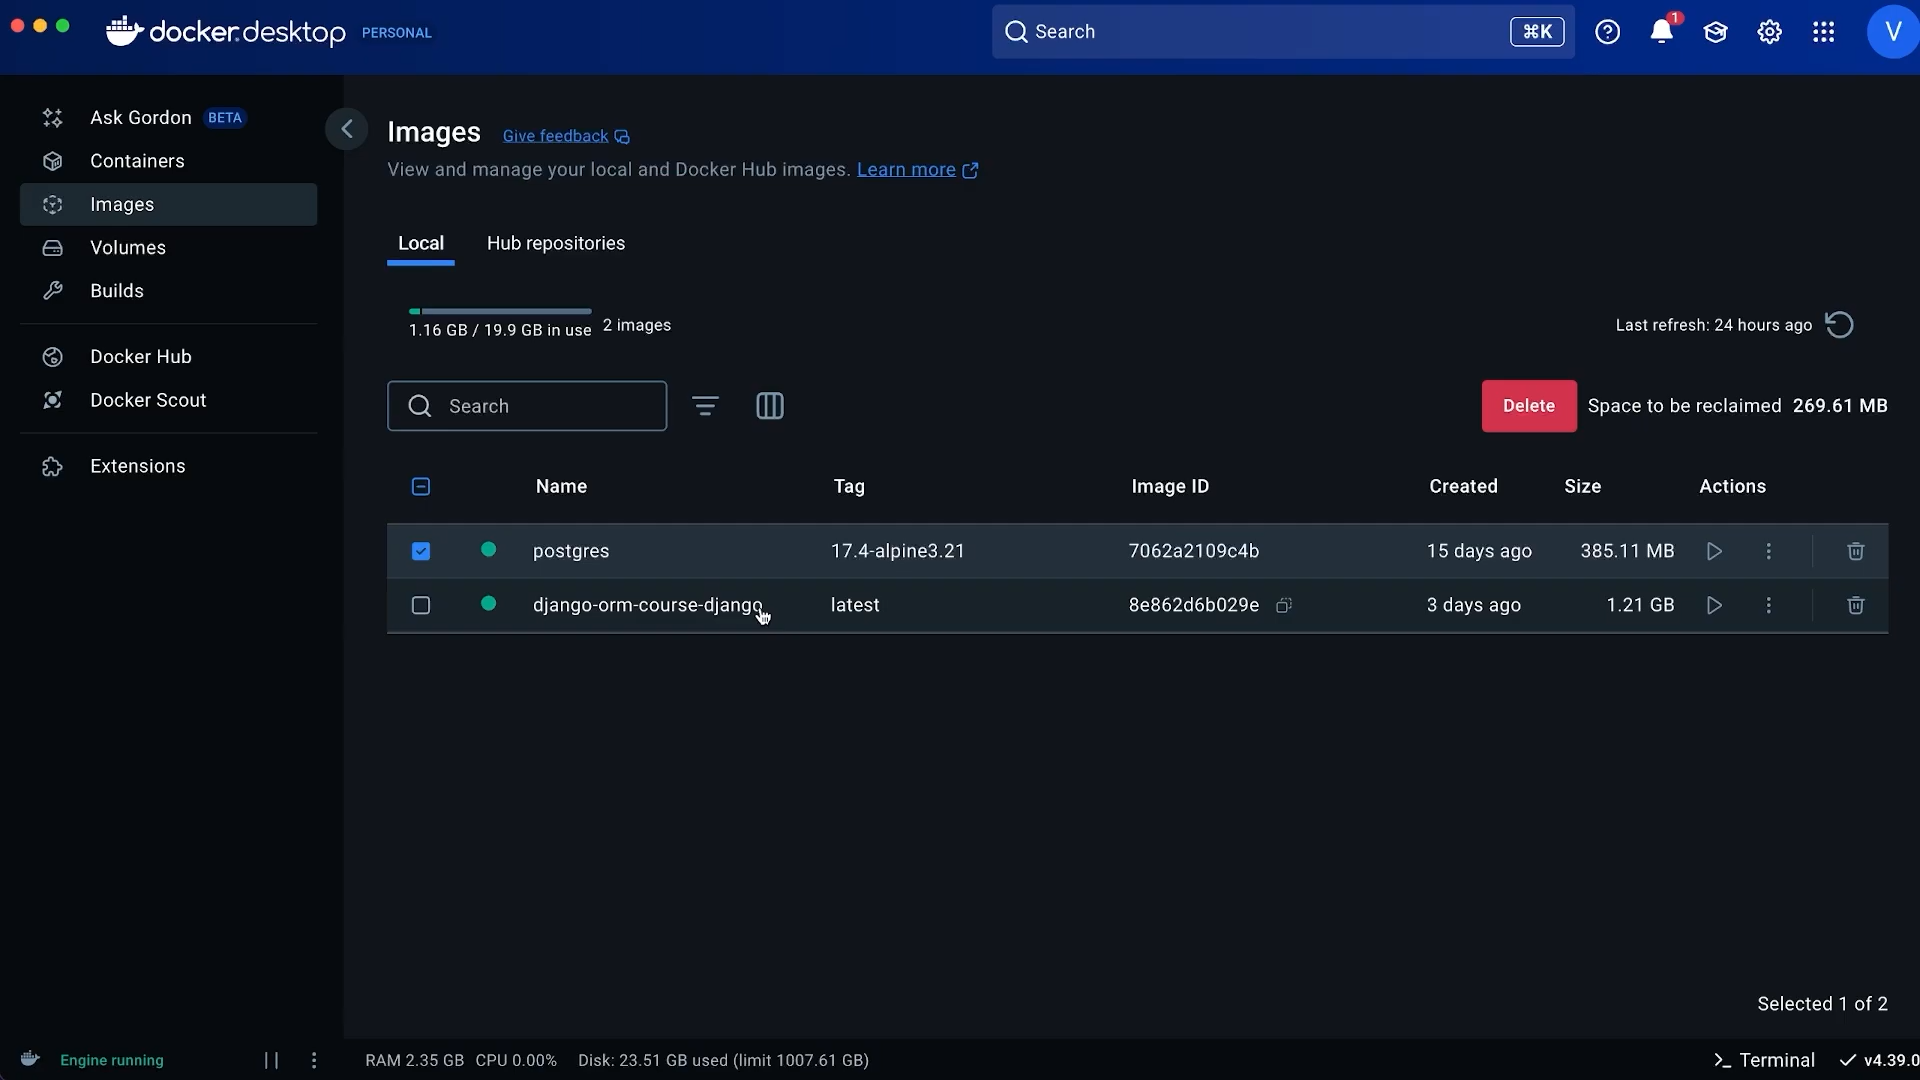 docker.desktop PERSONAL
Search ⌘K
1
V
Ask Gordon BETA
Containers
Images
Volumes
Builds
Docker Hub
Docker Scout
Extensions
Images Give feedback
View and manage your local and Docker Hub images. Learn more
Local Hub repositories
1.16 GB / 19.9 GB in use 2 images
Last refresh: 24 hours ago
Search
Delete Space to be reclaimed 269.61 MB
Name Tag Image ID Created Size Actions
postgres 17.4-alpine3.21 7062a2109c4b 15 days ago 385.11 MB
django-orm-course-django latest 8e862d6b029e 3 days ago 1.21 GB
Selected 1 of 2
Engine running
RAM 2.35 GB CPU 0.00% Disk: 23.51 GB used (limit 1007.61 GB)
>_ Terminal v4.39.0